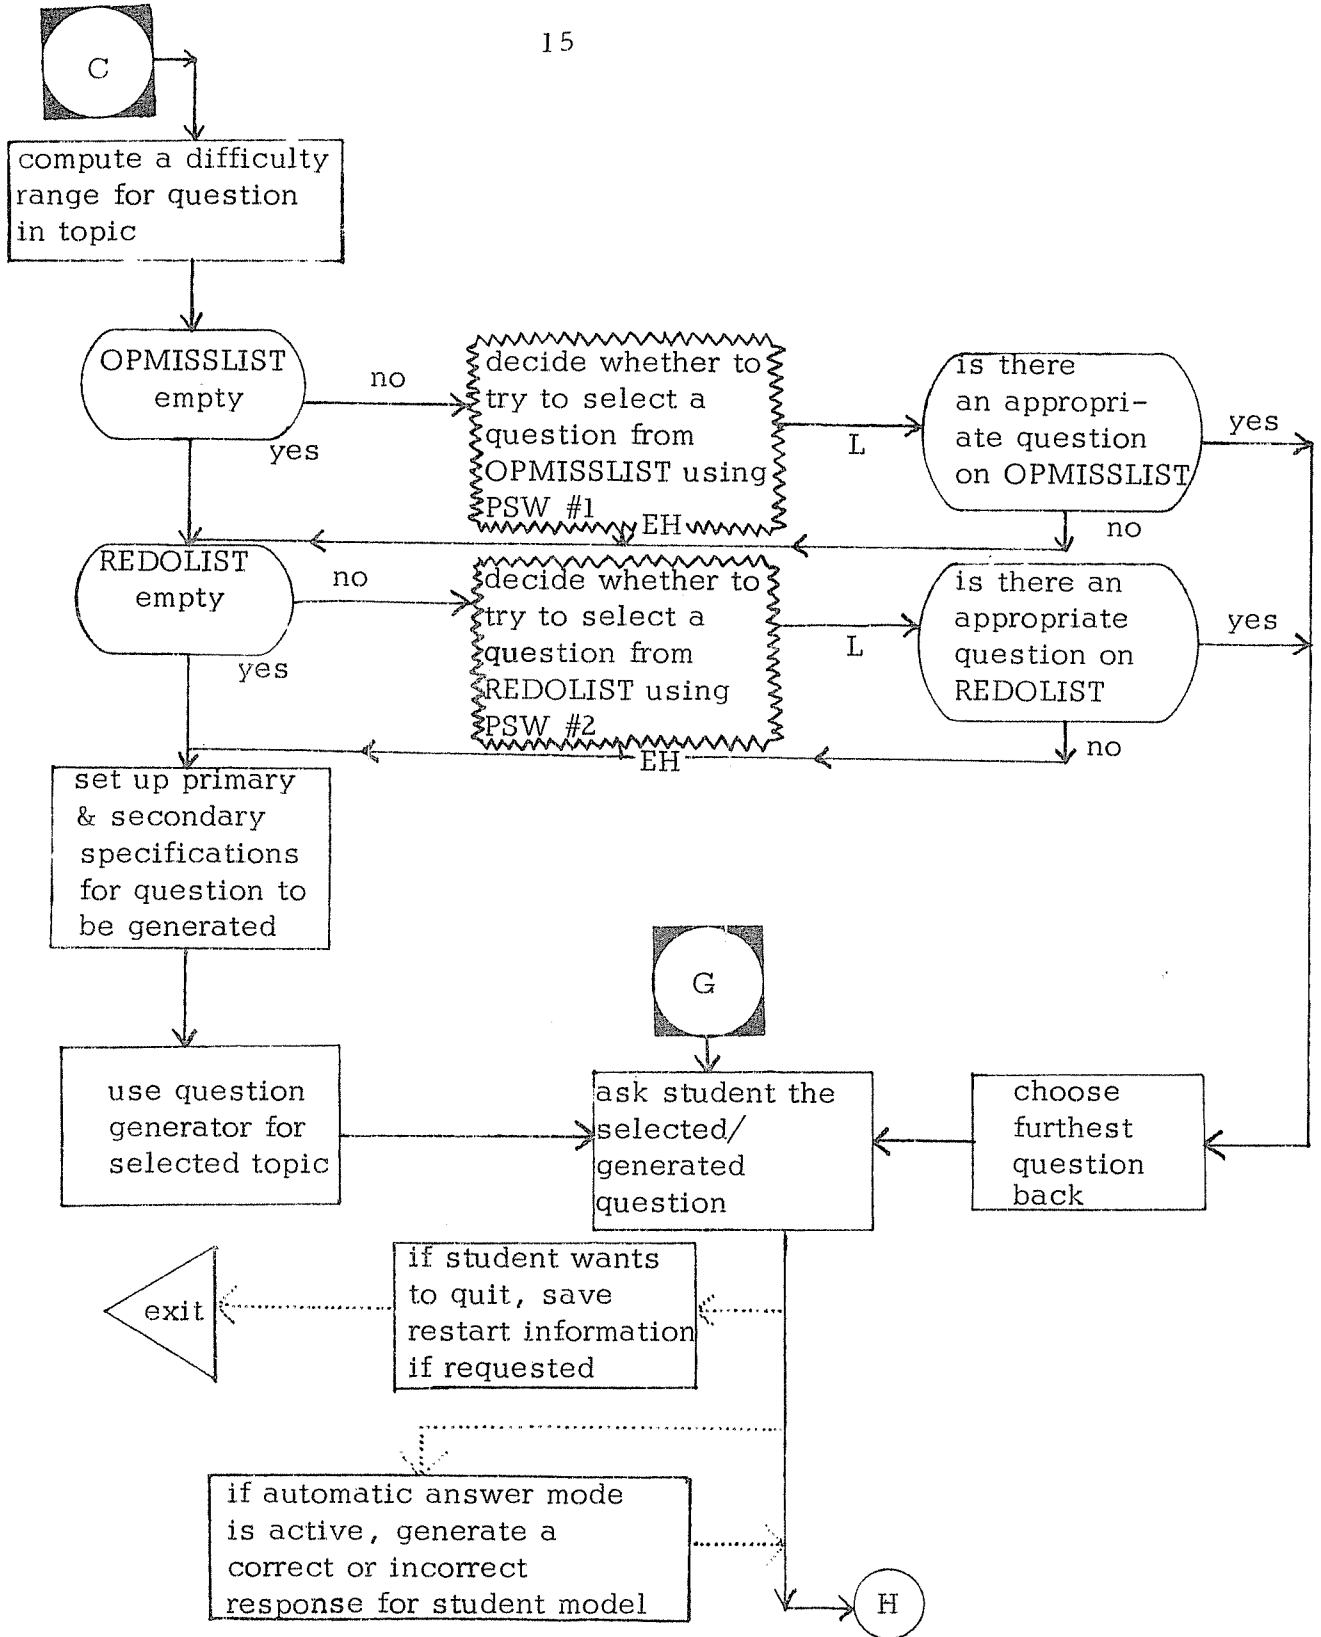 15
C
compute a difficulty
range for question
in topic
OPMISSLIST
empty
no
yes
decide whether to
try to select a
question from
OPMISSLIST using
PSW #1
EH
L
is there
an appropri-
ate question
on OPMISSLIST
yes
no
REDOLIST
empty
no
yes
decide whether to
try to select a
question from
REDOLIST using
PSW #2
EH
L
is there an
appropriate
question on
REDOLIST
yes
no
set up primary
& secondary
specifications
for question to
be generated
G
use question
generator for
selected topic
ask student the
selected/
generated
question
choose
furthest
question
back
if student wants
to quit, save
restart information
if requested
exit
if automatic answer mode
is active, generate a
correct or incorrect
response for student model
H